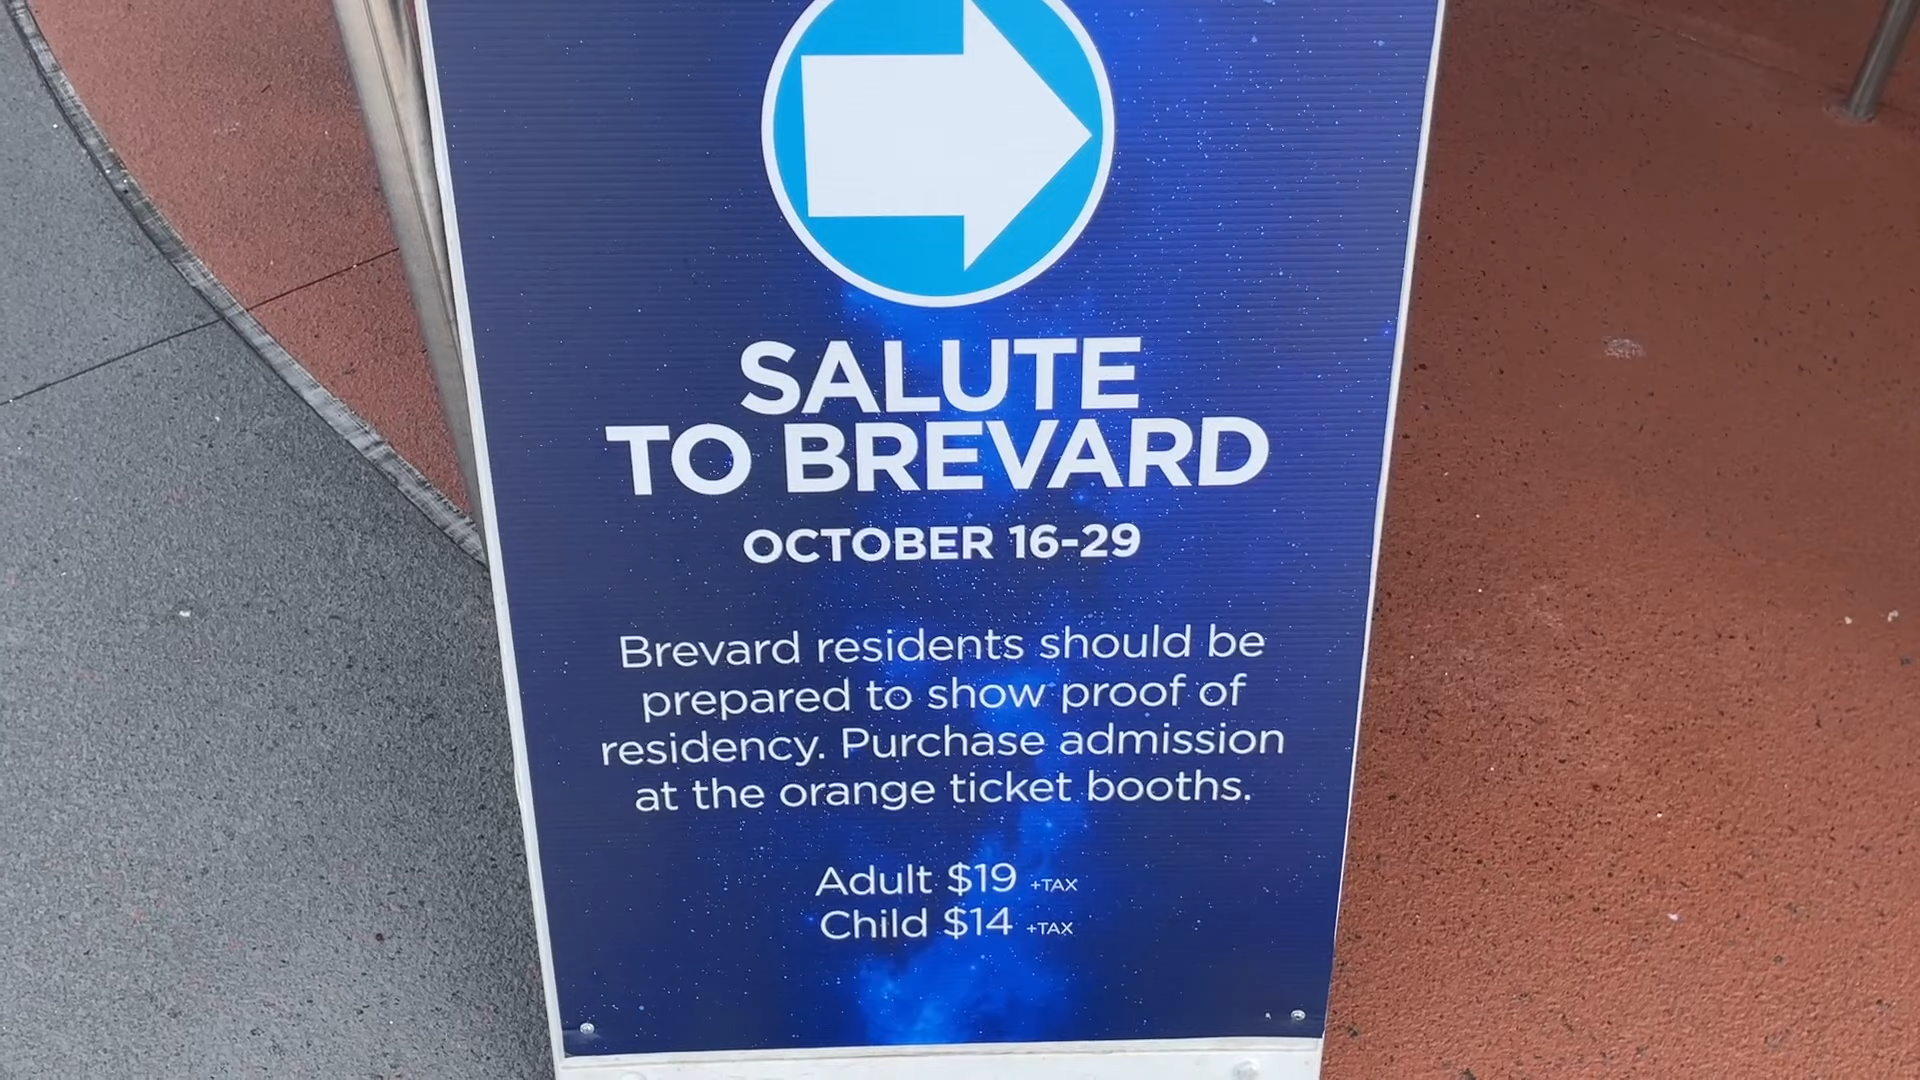 SALUTE
TO BREVARD
OCTOBER 16-29
Brevard residents should be
prepared to show proof of
residency. Purchase admission
at the orange ticket booths.
Adult $19 +TAX
Child $14 +TAX